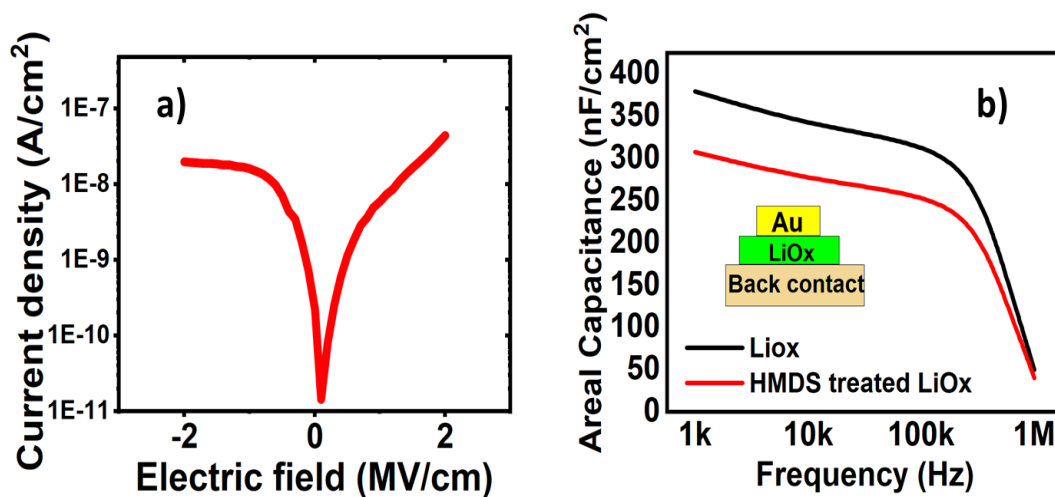 a)
Current density (A/cm²)
1E-7
1E-8
1E-9
1E-10
1E-11
-2
0
2
Electric field (MV/cm)
b)
Areal Capacitance (nF/cm²)
400
350
300
250
200
150
100
50
0
Au
LiOx
Back contact
Liox
HMDS treated LiOx
1k
10k
100k
1M
Frequency (Hz)